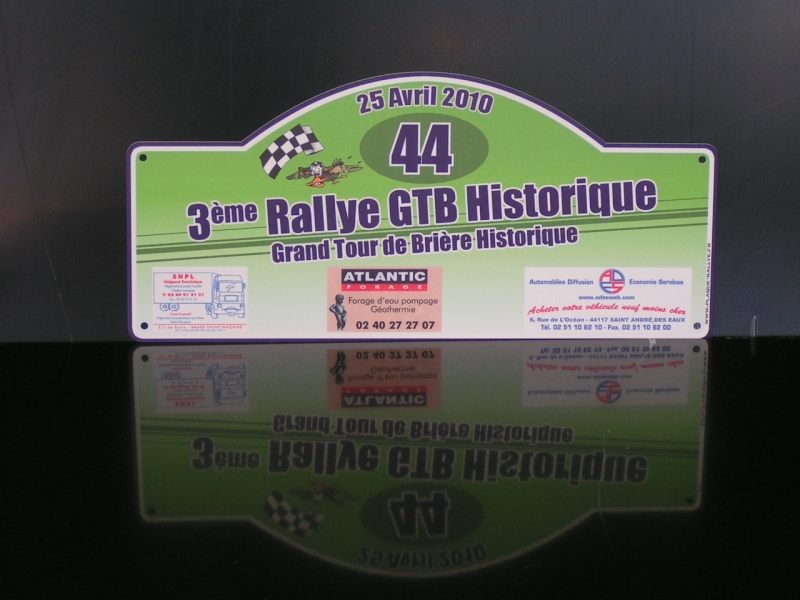 25 Avril 2010
44
3ème Rallye GTB Historique
Grand Tour de Brière Historique
SHPL
ATLANTIC
FORAGE
Forage d'eau pompage
Géothermie
02 40 27 27 07
Automobiles Diffusion
Economie Services
www.adesweb.com
Acheter votre véhicule neuf moins cher
6, Rue de L'Océan - 44117 SAINT ANDRÉ DES EAUX
Tél. 02 51 10 62 10 - Fax. 02 51 10 62 00